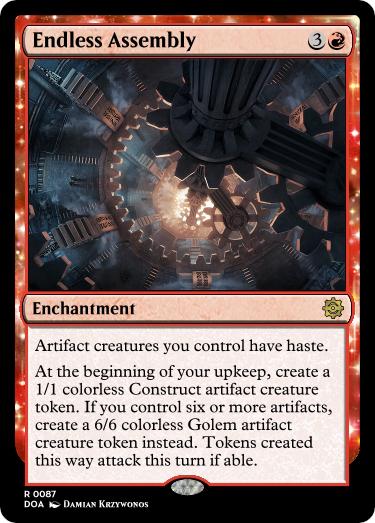 Endless Assembly 3
Enchantment
Artifact creatures you control have haste.
At the beginning of your upkeep, create a
1/1 colorless Construct artifact creature
token. If you control six or more artifacts,
create a 6/6 colorless Golem artifact
creature token instead. Tokens created
this way attack this turn if able.
R 0087
DOA Damian Krzywonos